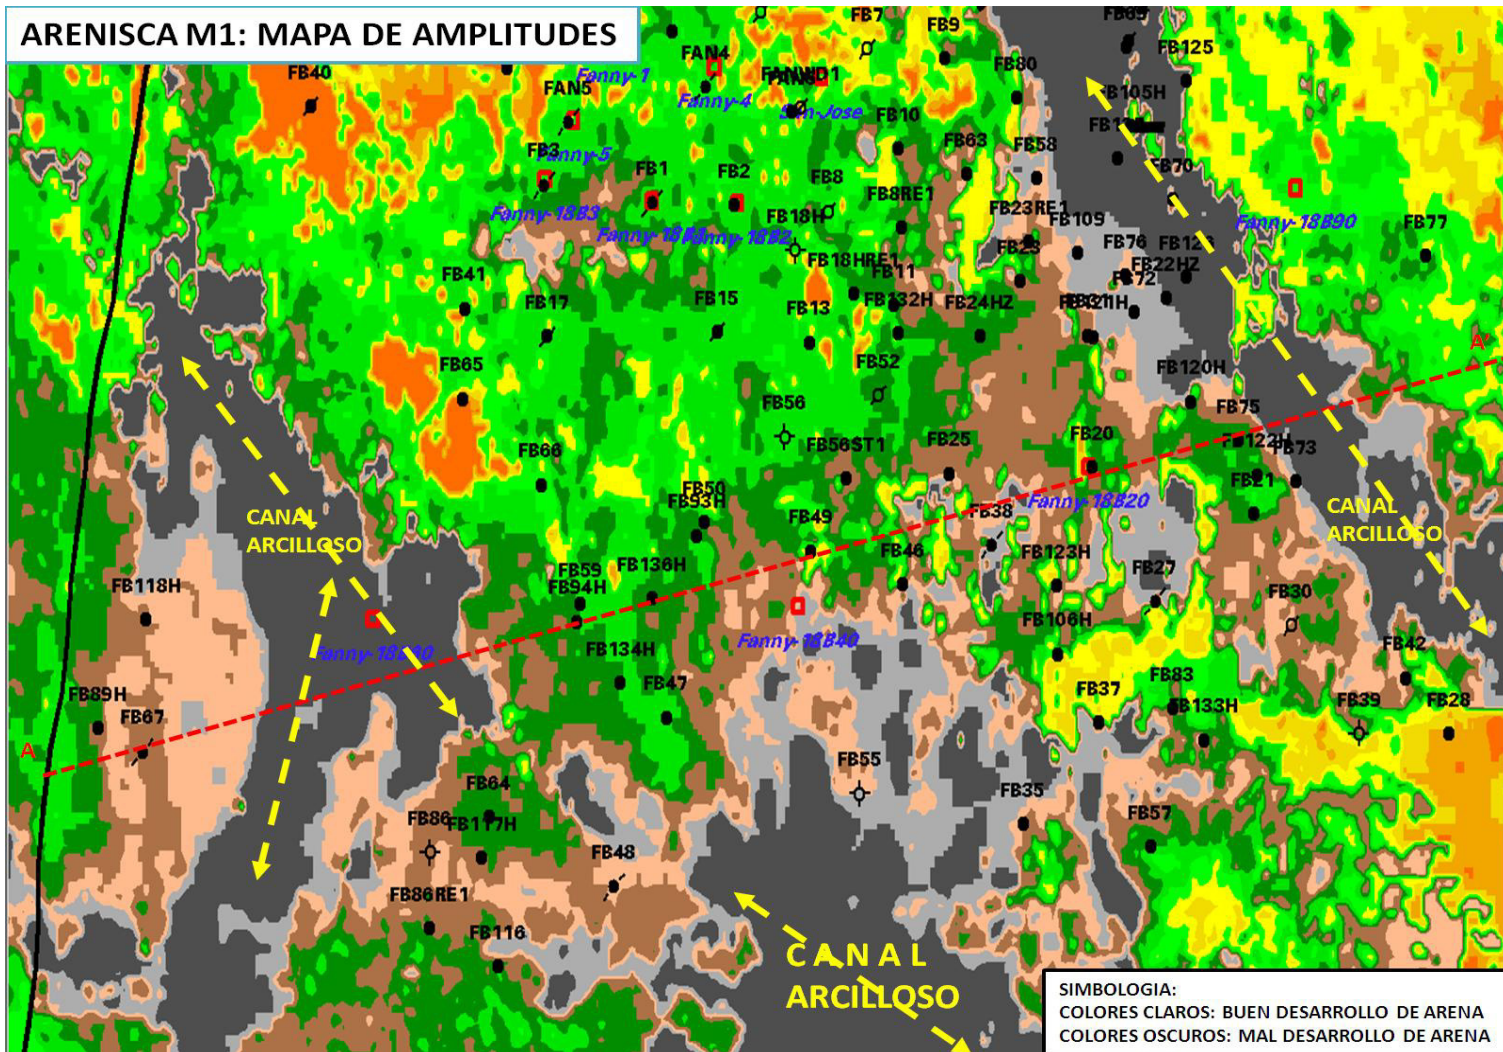 ARENISCA M1: MAPA DE AMPLITUDES
FB7
FB9
FB125
FAN4
FB40
Fanny-1
FB80
FAN5
Fanny-4
San-Jose
FB105H
FB10
FB63
FB58
FB3
Fanny-5
FB1
FB2
FB8
FB70
FB8RE1
Fanny-18B3
FB18H
FB23RE1
FB109
Fanny-18B2
Fanny-18B90
FB77
FB23
FB76
FB18HRE1
FB22HZ
FB41
FB11
FB72
FB17
FB15
FB13
FB132H
FB24HZ
FB121H
A'
FB65
FB52
FB120H
FB56
FB75
FB66
FB56ST1
FB25
FB20
FB122H
FB73
FB50
FB93H
FB21
Fanny-18B20
CANAL
ARCILLOSO
FB49
FB38
CANAL
ARCILLOSO
FB118H
FB59
FB136H
FB46
FB123H
FB27
FB94H
FB30
FB106H
Fanny-18B40
FB134H
FB42
FB89H
FB67
FB47
FB37
FB83
FB133H
FB39
FB28
A
FB55
FB64
FB35
FB86
FB117H
FB57
FB48
FB86RE1
FB116
CANAL
ARCILLOSO
SIMBOLOGIA:
COLORES CLAROS: BUEN DESARROLLO DE ARENA
COLORES OSCUROS: MAL DESARROLLO DE ARENA